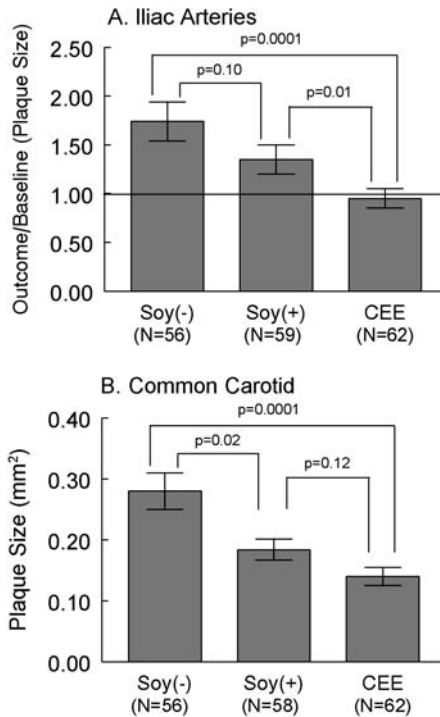 A. Iliac Arteries
Outcome/Baseline (Plaque Size)
2.50
2.00
1.50
1.00
0.50
0.00
p=0.0001
p=0.10
p=0.01
Soy(-)
(N=56)
Soy(+)
(N=59)
CEE
(N=62)
B. Common Carotid
Plaque Size (mm²)
0.40
0.30
0.20
0.10
0.00
p=0.0001
p=0.02
p=0.12
Soy(-)
(N=56)
Soy(+)
(N=58)
CEE
(N=62)